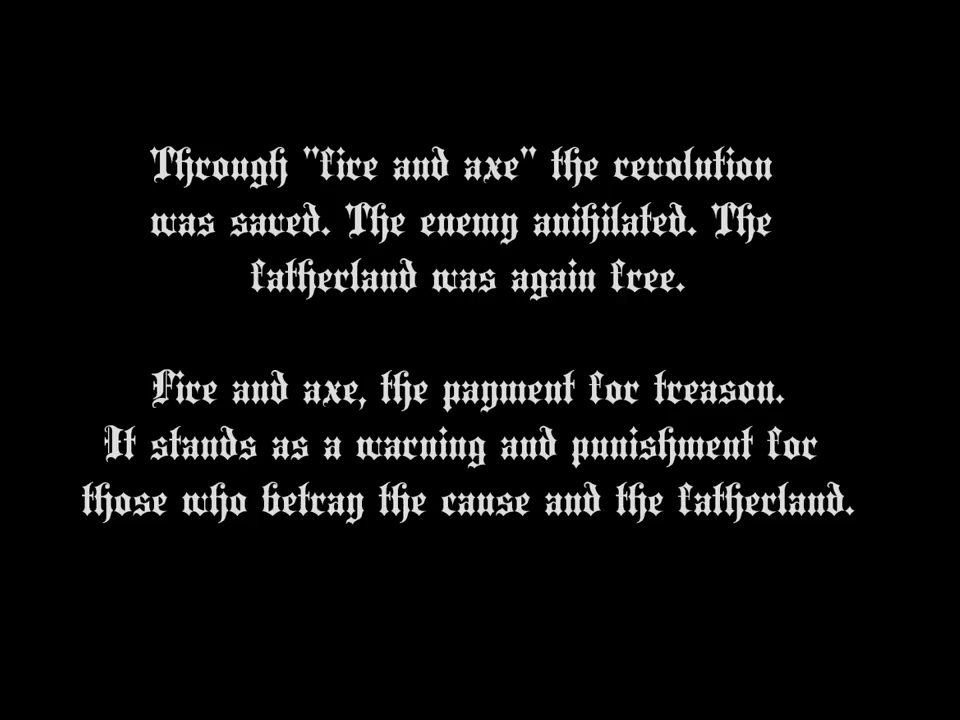 Through "fire and axe" the revolution
was saved. The enemy anihilated. The
fatherland was again free.
Fire and axe, the payment for treason.
It stands as a warning and punishment for
those who betray the cause and the fatherland.